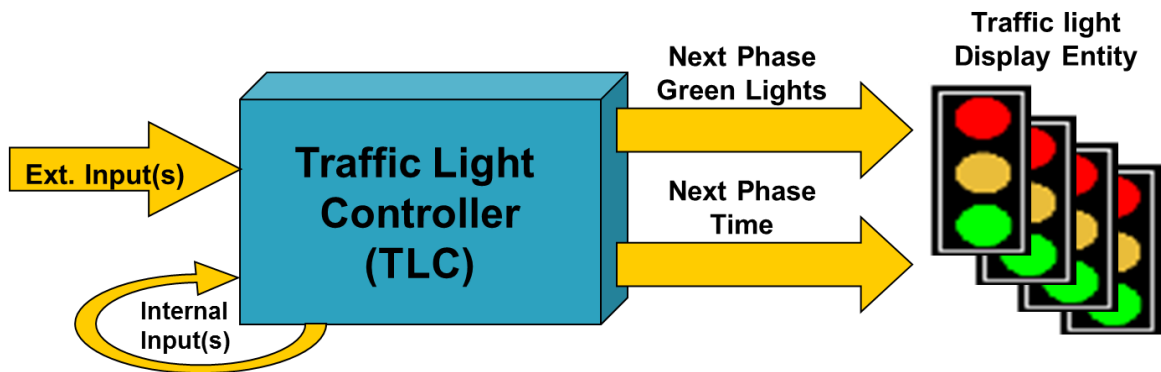 Traffic light
Display Entity
Next Phase
Green Lights
Ext. Input(s)
Traffic Light
Controller
(TLC)
Next Phase
Time
Internal
Input(s)